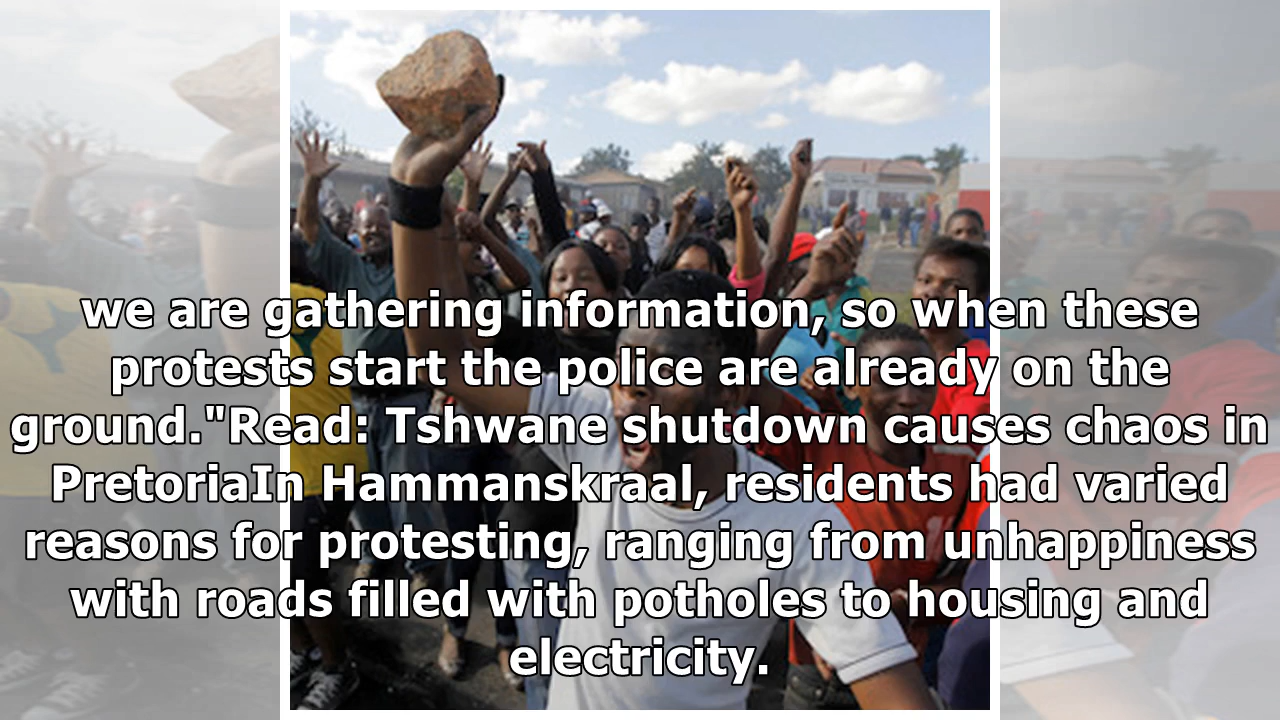 we are gathering information, so when these
protests start the police are already on the
ground."Read: Tshwane shutdown causes chaos in
PretoriaIn Hammanskraal, residents had varied
reasons for protesting, ranging from unhappiness
with roads filled with potholes to housing and
electricity.